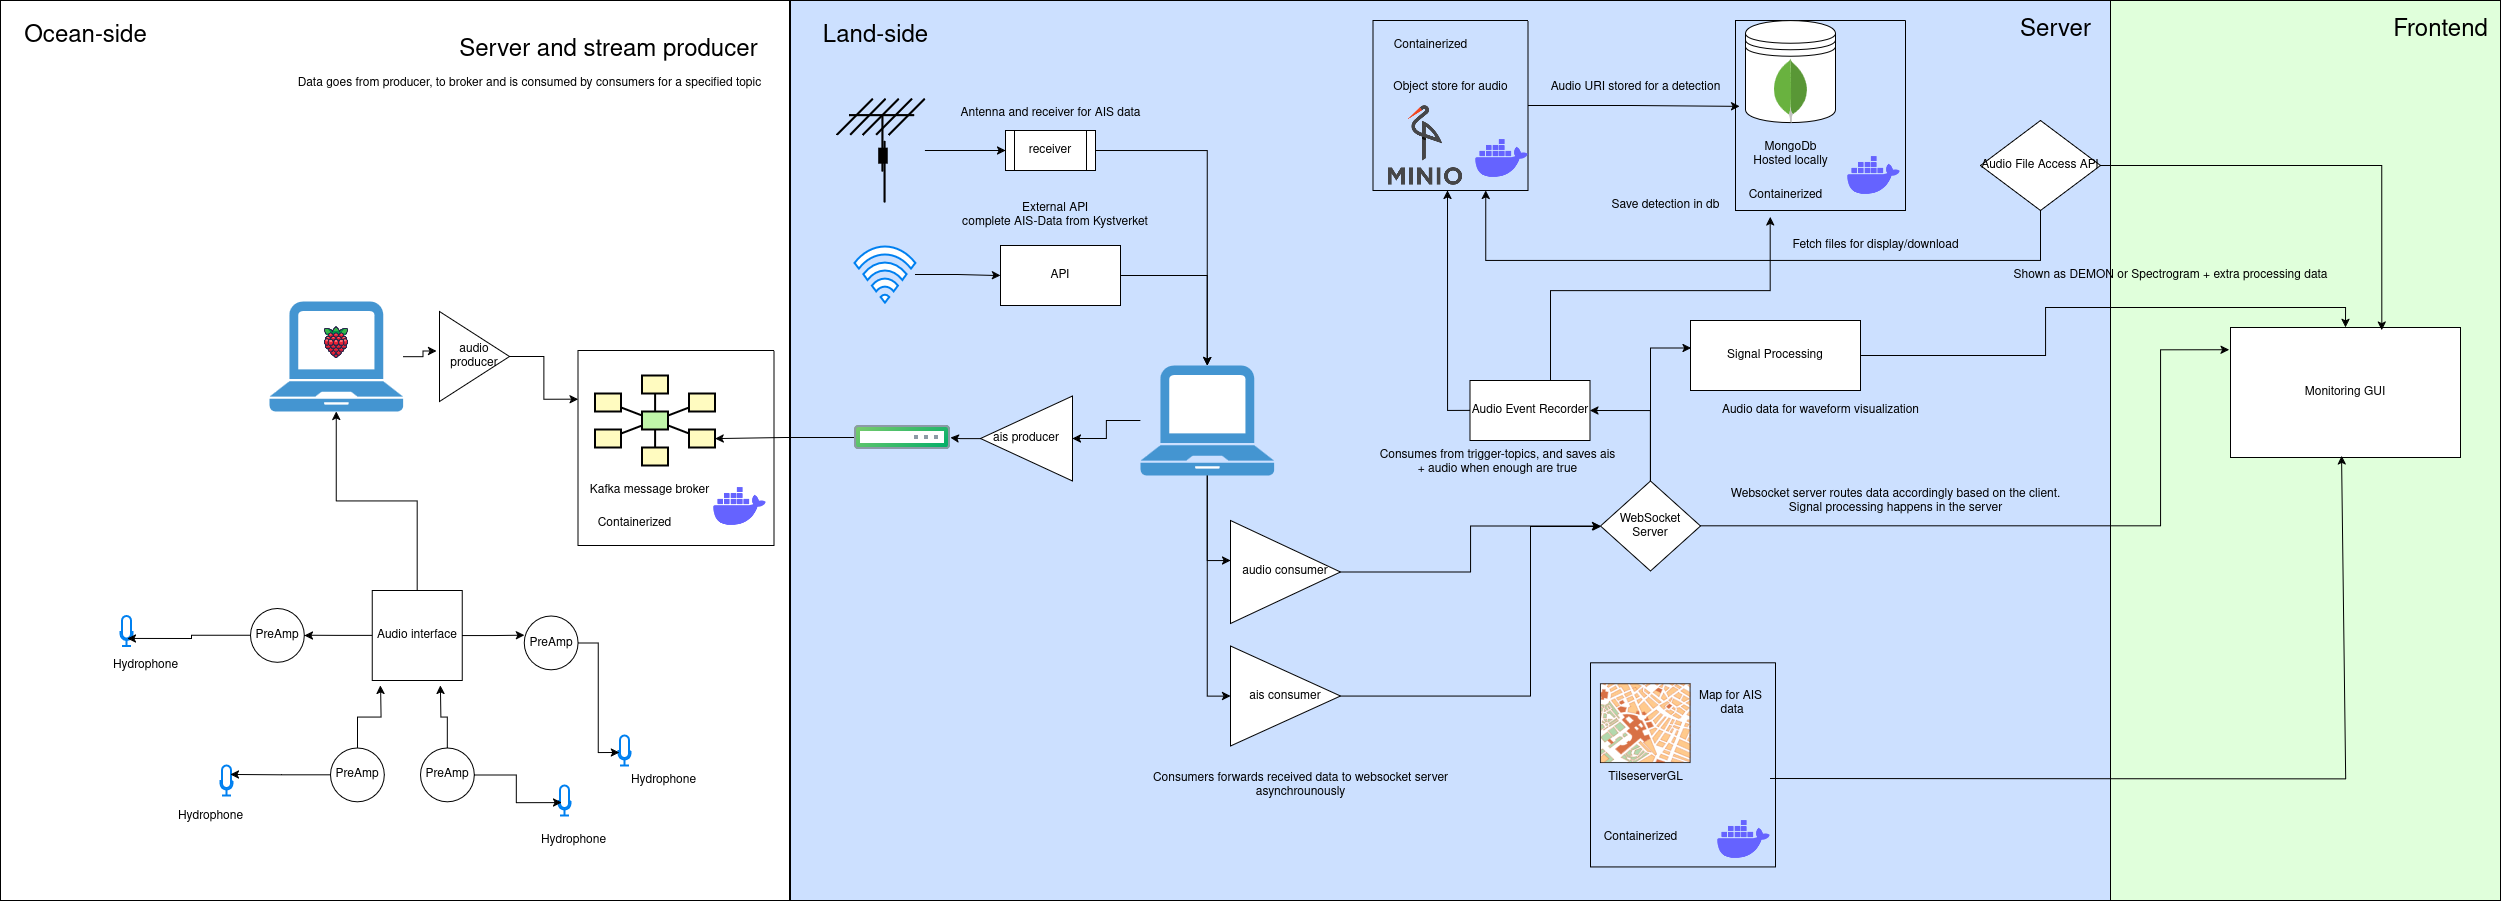 Ocean-side
Server and stream producer
Data goes from producer, to broker and is consumed by consumers for a specified topic
audio
producer
Kafka message broker
Containerized
Audio interface
PreAmp
PreAmp
PreAmp
PreAmp
Hydrophone
Hydrophone
Hydrophone
Hydrophone
Land-side
Server
Antenna and receiver for AIS data
receiver
External API
complete AIS-Data from Kystverket
API
ais producer
audio consumer
ais consumer
Consumers forwards received data to websocket server
asynchrounously
Containerized
Object store for audio
MINIO
Audio URI stored for a detection
MongoDb
Hosted locally
Containerized
Save detection in db
Audio File Access API
Fetch files for display/download
Shown as DEMON or Spectrogram + extra processing data
Signal Processing
Audio data for waveform visualization
Audio Event Recorder
Consumes from trigger-topics, and saves ais
+ audio when enough are true
WebSocket
Server
Websocket server routes data accordingly based on the client.
Signal processing happens in the server
Map for AIS
data
TilseserverGL
Containerized
Frontend
Monitoring GUI